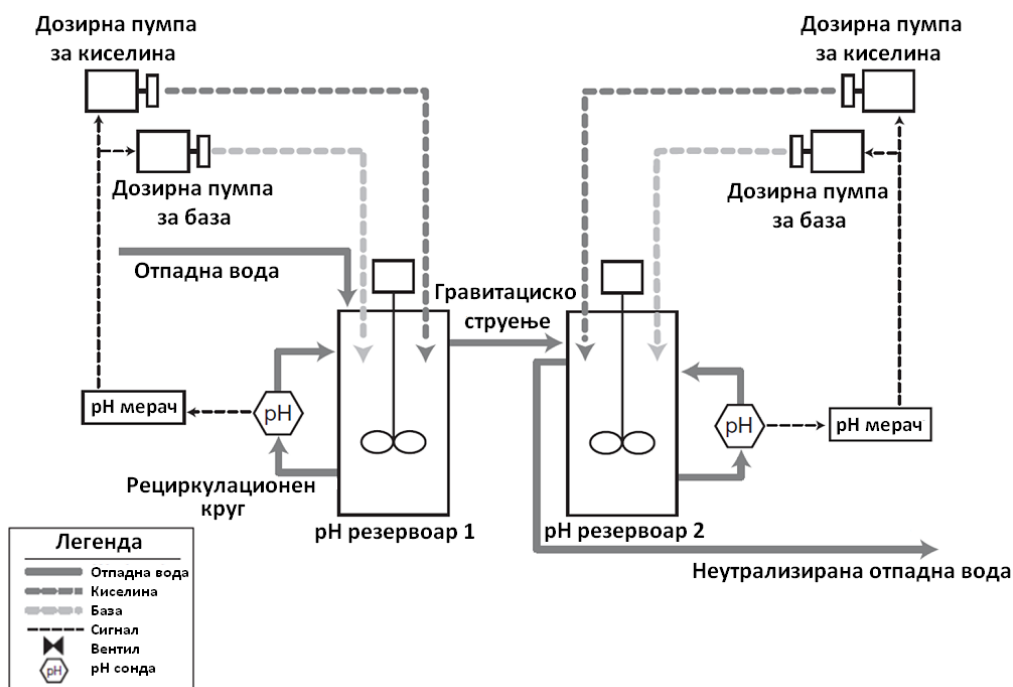 Дозирна пумпа
за киселина
Дозирна пумпа
за киселина
Дозирна пумпа
за база
Дозирна пумпа
за база
Отпадна вода
Гравитациско
струење
pH мерач
pH
pH
pH мерач
Рециркулационен
круг
pH резервоар 1
pH резервоар 2
Неутрализирана отпадна вода
Легенда
Отпадна вода
Киселина
База
Сигнал
Вентил
pH
pH сонда